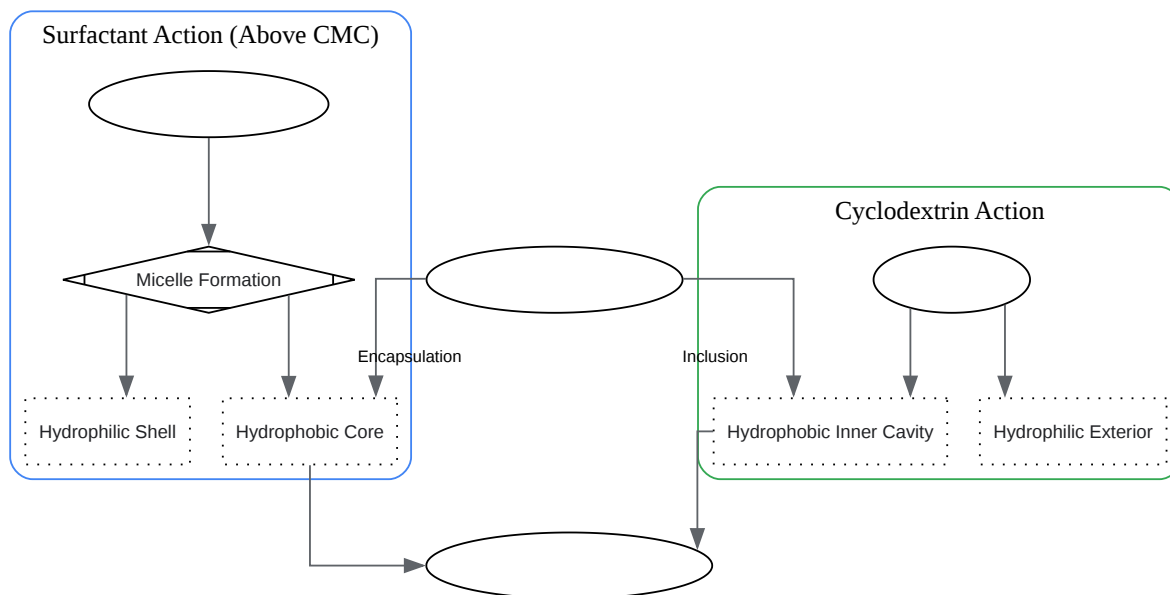 Surfactant Action (Above CMC)
Cyclodextrin Action
Micelle Formation
Encapsulation
Inclusion
Hydrophilic Shell
Hydrophobic Core
Hydrophobic Inner Cavity
Hydrophilic Exterior